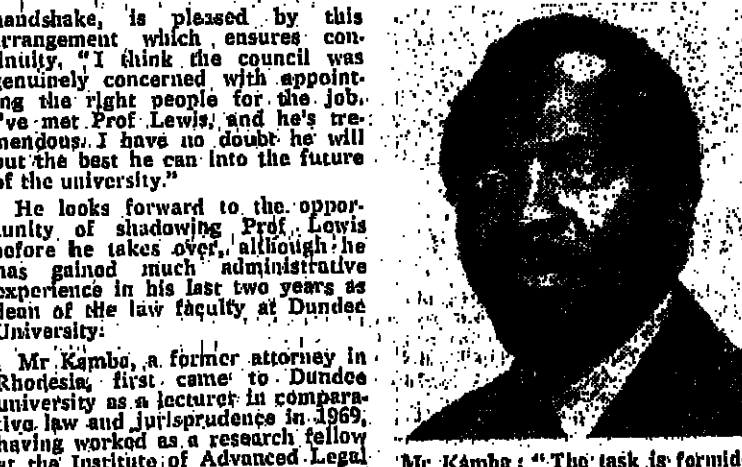 handshake, is pleased by this
rrangement which ensures con-
inuity. "I think the council was
genuinely concerned with appoint-
ng the right people for the job.
I've met Prof Lewis, and he's tre-
mendous. I have no doubt he will
put the best he can into the future
of the university."
He looks forward to the oppor-
tunity of shadowing Prof Lewis
before he takes over, although he
has gained much administrative
experience in his last two years as
dean of the law faculty at Dundee
University.
Mr Kamba, a former attorney in
Rhodesia, first came to Dundee
university as a lecturer in compara-
tive law and jurisprudence in 1969,
having worked as a research fellow
at the Institute of Advanced Legal
Mr Kamba: "The task is formid